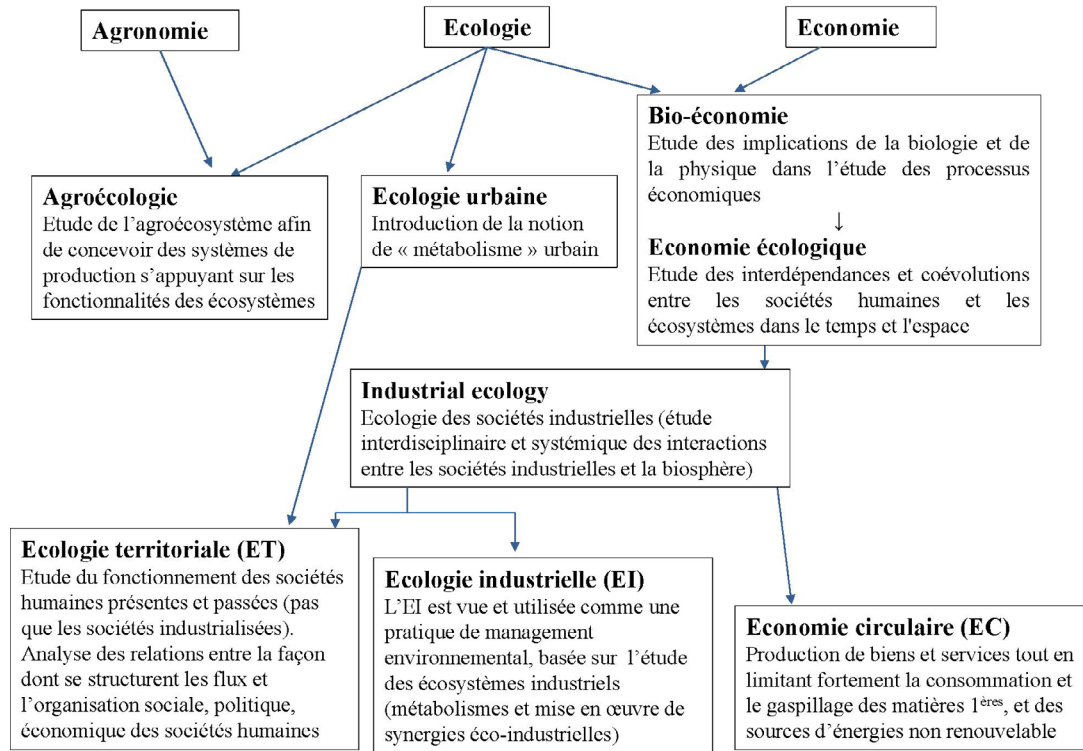 Agronomie
Ecologie
Economie
Bio-économie
Etude des implications de la biologie et de
la physique dans l’étude des processus
économiques
↓
Economie écologique
Etude des interdépendances et coévolutions
entre les sociétés humaines et les
écosystèmes dans le temps et l'espace
Agroécologie
Etude de l’agroécosystème afin
de concevoir des systèmes de
production s’appuyant sur les
fonctionnalités des écosystèmes
Ecologie urbaine
Introduction de la notion
de « métabolisme » urbain
Industrial ecology
Ecologie des sociétés industrielles (étude
interdisciplinaire et systémique des interactions
entre les sociétés industrielles et la biosphère)
Ecologie territoriale (ET)
Etude du fonctionnement des sociétés
humaines présentes et passées (pas
que les sociétés industrialisées).
Analyse des relations entre la façon
dont se structurent les flux et
l’organisation sociale, politique,
économique des sociétés humaines
Ecologie industrielle (EI)
L’EI est vue et utilisée comme une
pratique de management
environnemental, basée sur l’étude
des écosystèmes industriels
(métabolismes et mise en œuvre de
synergies éco-industrielles)
Economie circulaire (EC)
Production de biens et services tout en
limitant fortement la consommation et
le gaspillage des matières 1ères, et des
sources d’énergies non renouvelable